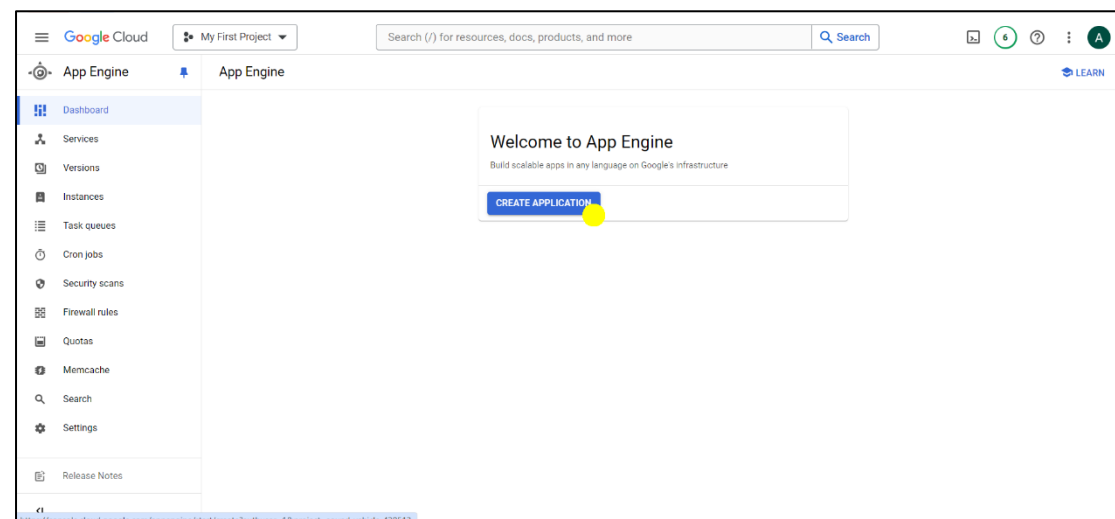 Google Cloud
My First Project
Search (/) for resources, docs, products, and more
Search
6
A
App Engine
App Engine
LEARN
Dashboard
Services
Versions
Instances
Task queues
Cron jobs
Security scans
Firewall rules
Quotas
Memcache
Search
Settings
Release Notes
Welcome to App Engine
Build scalable apps in any language on Google's infrastructure
CREATE APPLICATION